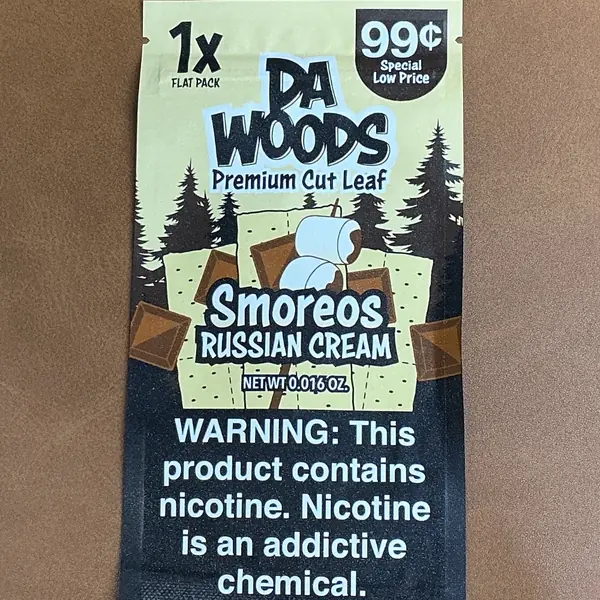 1x
FLAT PACK
99¢
Special
Low Price
DA
WOODS
Premium Cut Leaf
Smoreos
RUSSIAN CREAM
NET WT 0.016 OZ.
WARNING: This
product contains
nicotine. Nicotine
is an addictive
chemical.